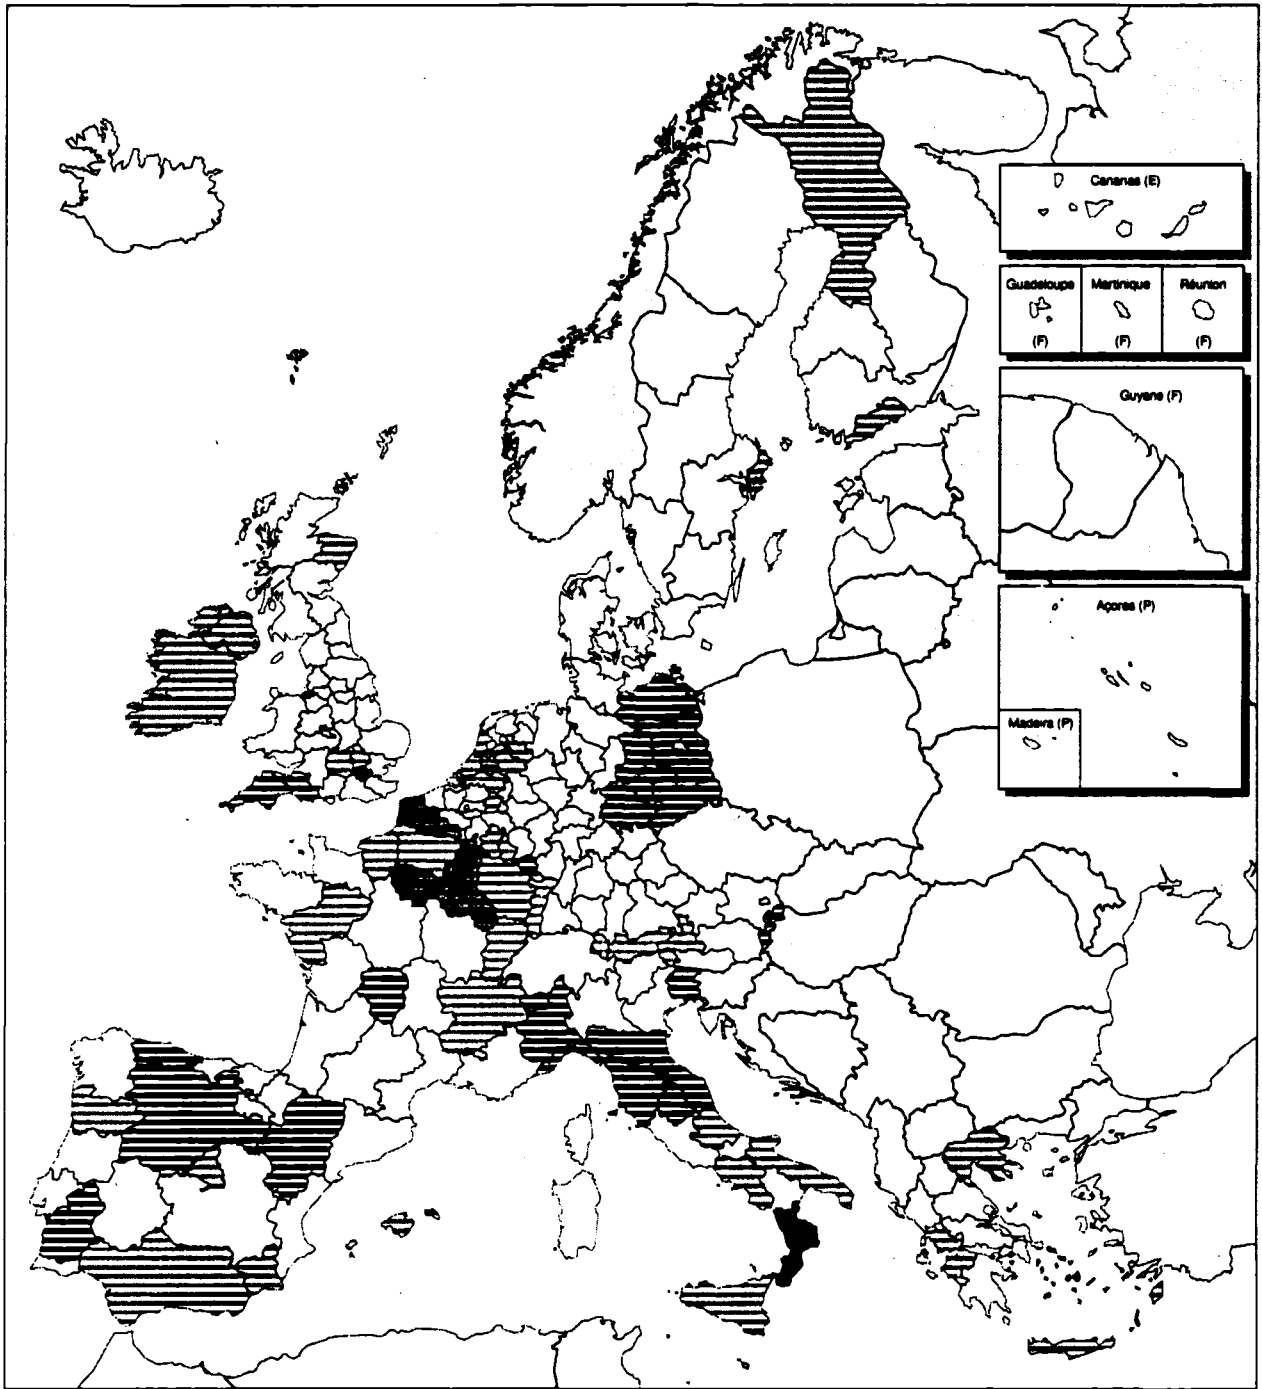 Canarias (E)
Guadeloupe
Martinique
Réunion
(F)
(F)
(F)
Guyane (F)
Açores (P)
Madeira (P)